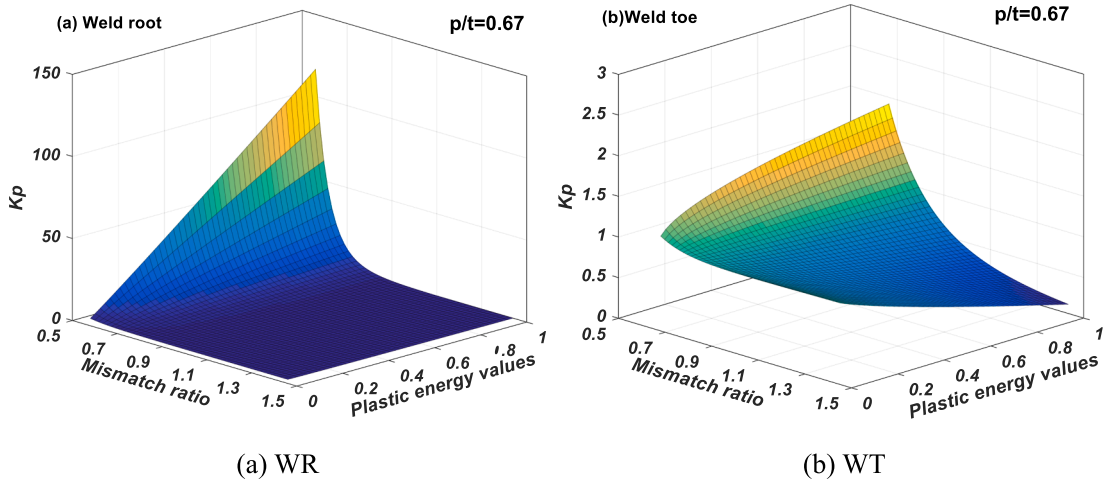 (a) Weld root
p/t=0.67
150
100
50
0
Kp
0.5
0.7
0.9
1.1
1.3
1.5
Mismatch ratio
0
0.2
0.4
0.6
.8
1
Plastic energy values
(b)Weld toe
p/t=0.67
3
2.5
2
1.5
1
0.5
0
Kp
0.5
0.7
0.9
1.1
1.3
1.5
Mismatch ratio
0
0.2
0.4
0.6
0.8
1
Plastic energy values
(a) WR
(b) WT